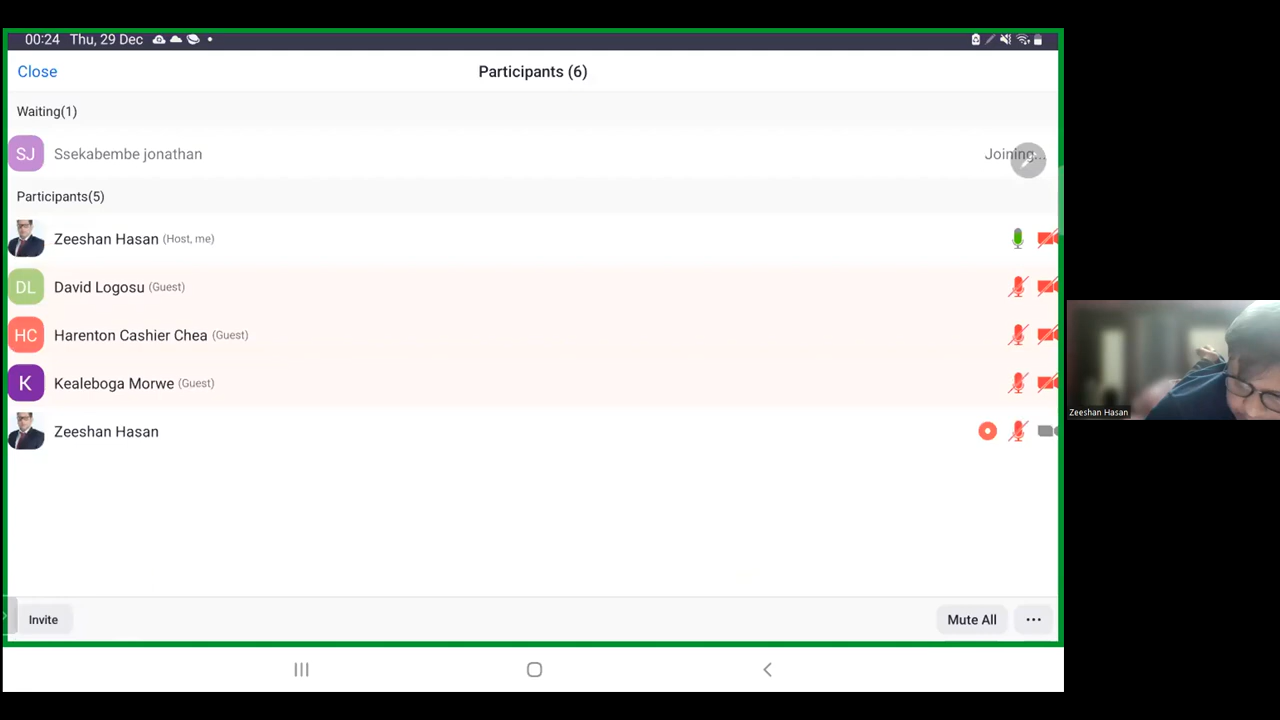 00:24 Thu, 29 Dec
Close
Participants (6)
Waiting(1)
SJ Ssekabembe jonathan Joining...
Participants(5)
Zeeshan Hasan (Host, me)
DL David Logosu (Guest)
HC Harenton Cashier Chea (Guest)
K Kealeboga Morwe (Guest)
Zeeshan Hasan
Zeeshan Hasan
Invite
Mute All